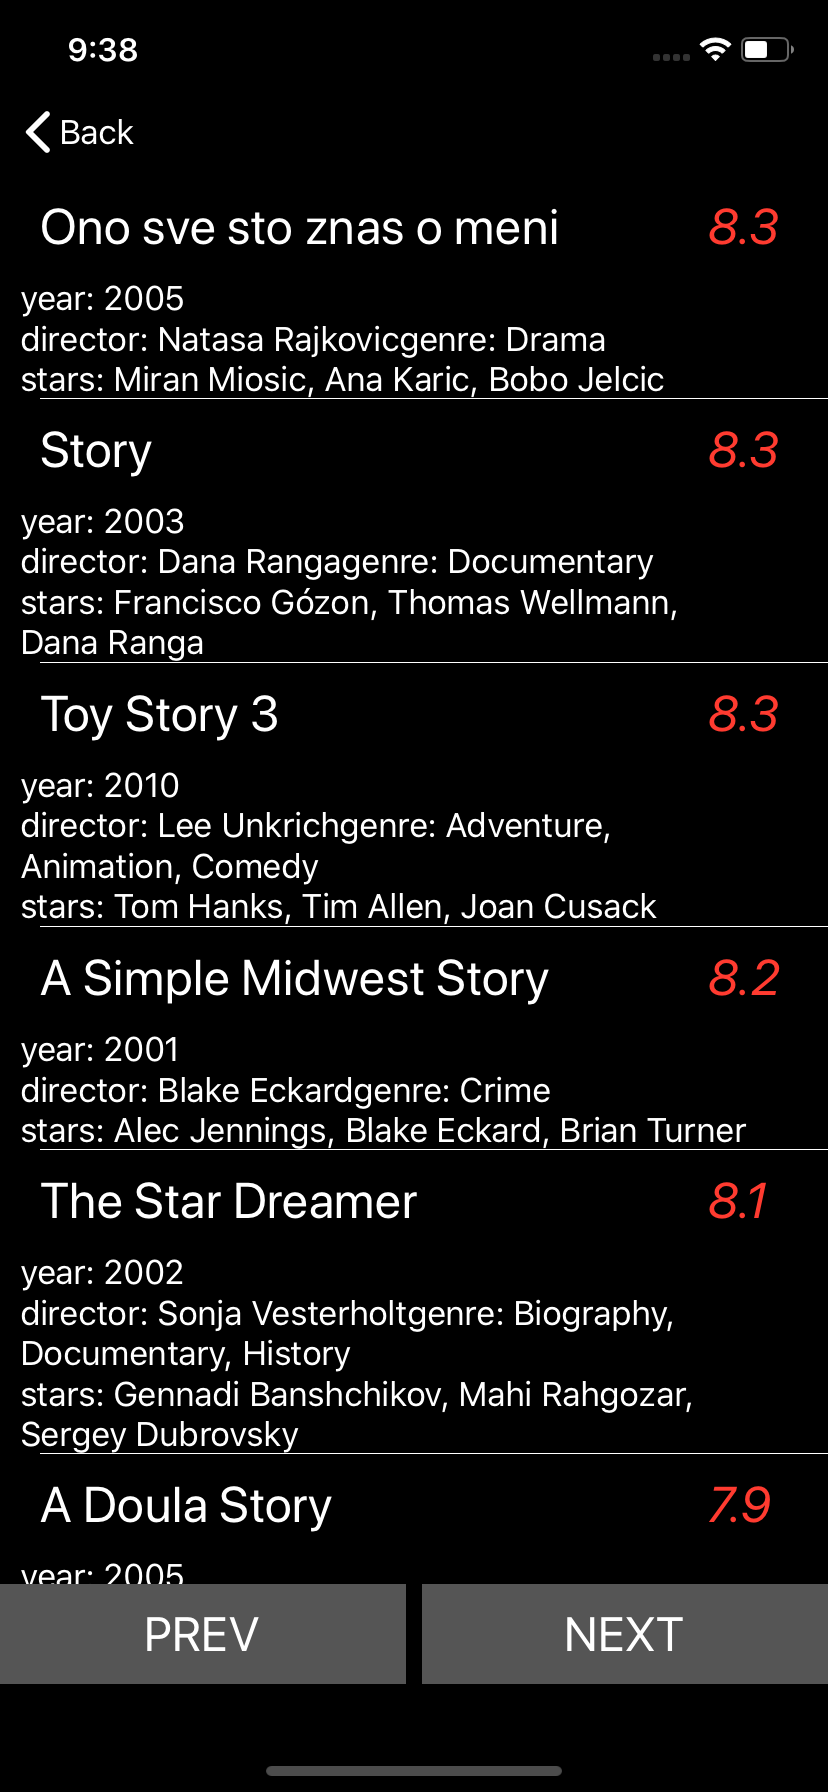 9:38
Back
Ono sve sto znas o meni 8.3
year: 2005
director: Natasa Rajkovicgenre: Drama
stars: Miran Miosic, Ana Karic, Bobo Jelcic
Story 8.3
year: 2003
director: Dana Rangagenre: Documentary
stars: Francisco Gózon, Thomas Wellmann,
Dana Ranga
Toy Story 3 8.3
year: 2010
director: Lee Unkrichgenre: Adventure,
Animation, Comedy
stars: Tom Hanks, Tim Allen, Joan Cusack
A Simple Midwest Story 8.2
year: 2001
director: Blake Eckardgenre: Crime
stars: Alec Jennings, Blake Eckard, Brian Turner
The Star Dreamer 8.1
year: 2002
director: Sonja Vesterholtgenre: Biography,
Documentary, History
stars: Gennadi Banshchikov, Mahi Rahgozar,
Sergey Dubrovsky
A Doula Story 7.9
year: 2005
PREV NEXT